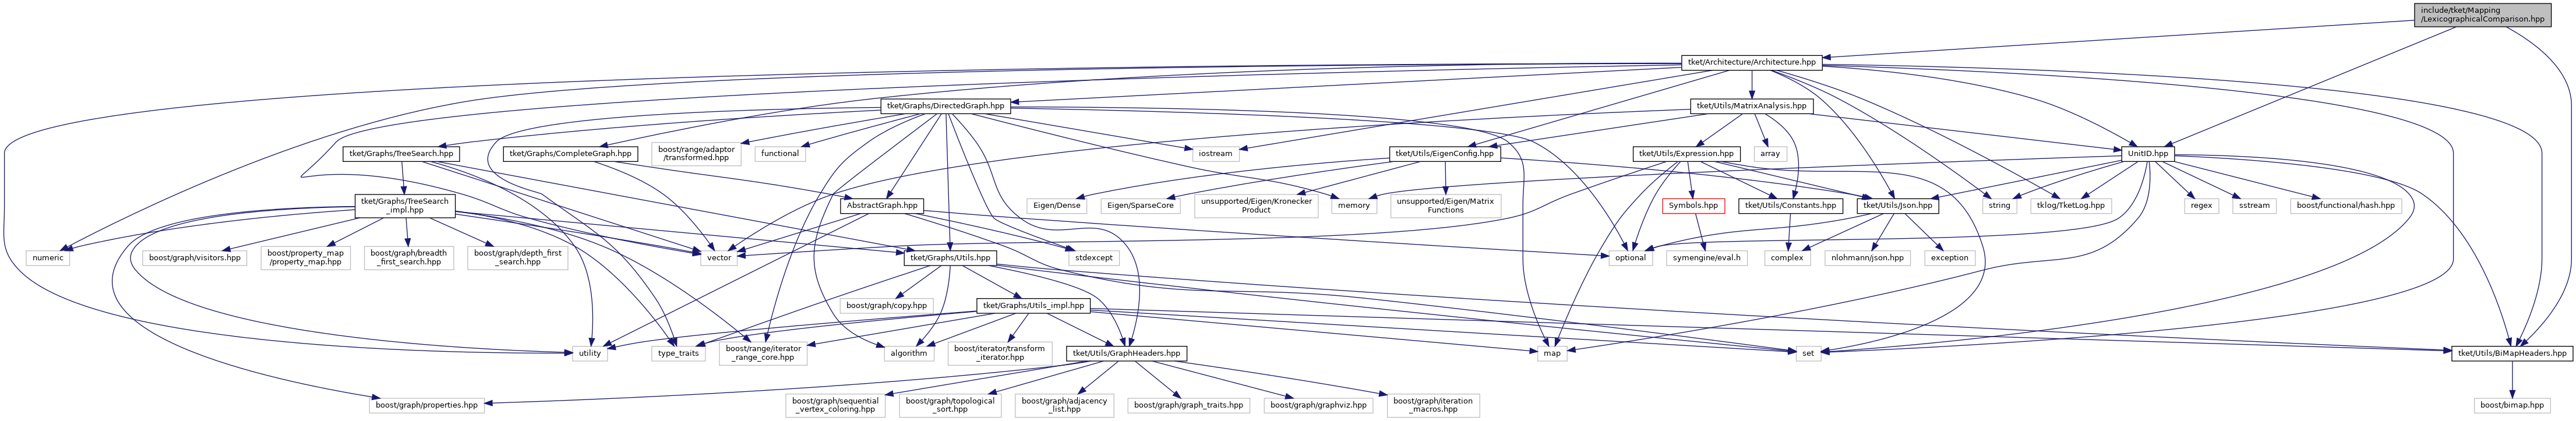 include/tket/Mapping
/LexicographicalComparison.hpp
tket/Architecture/Architecture.hpp
tket/Graphs/DirectedGraph.hpp
tket/Utils/MatrixAnalysis.hpp
tket/Graphs/TreeSearch.hpp
tket/Graphs/CompleteGraph.hpp
boost/range/adaptor
/transformed.hpp
functional
iostream
tket/Utils/EigenConfig.hpp
tket/Utils/Expression.hpp
array
UnitID.hpp
tket/Graphs/TreeSearch
_impl.hpp
AbstractGraph.hpp
Eigen/Dense
Eigen/SparseCore
unsupported/Eigen/Kronecker
Product
memory
unsupported/Eigen/Matrix
Functions
Symbols.hpp
tket/Utils/Constants.hpp
tket/Utils/Json.hpp
string
tklog/TketLog.hpp
regex
sstream
boost/functional/hash.hpp
numeric
boost/graph/visitors.hpp
boost/property_map
/property_map.hpp
boost/graph/breadth
_first_search.hpp
boost/graph/depth_first
_search.hpp
vector
tket/Graphs/Utils.hpp
stdexcept
optional
symengine/eval.h
complex
nlohmann/json.hpp
exception
boost/graph/copy.hpp
tket/Graphs/Utils_impl.hpp
utility
type_traits
boost/range/iterator
_range_core.hpp
algorithm
boost/iterator/transform
_iterator.hpp
tket/Utils/GraphHeaders.hpp
map
set
tket/Utils/BiMapHeaders.hpp
boost/graph/properties.hpp
boost/graph/sequential
_vertex_coloring.hpp
boost/graph/topological
_sort.hpp
boost/graph/adjacency
_list.hpp
boost/graph/graph_traits.hpp
boost/graph/graphviz.hpp
boost/graph/iteration
_macros.hpp
boost/bimap.hpp